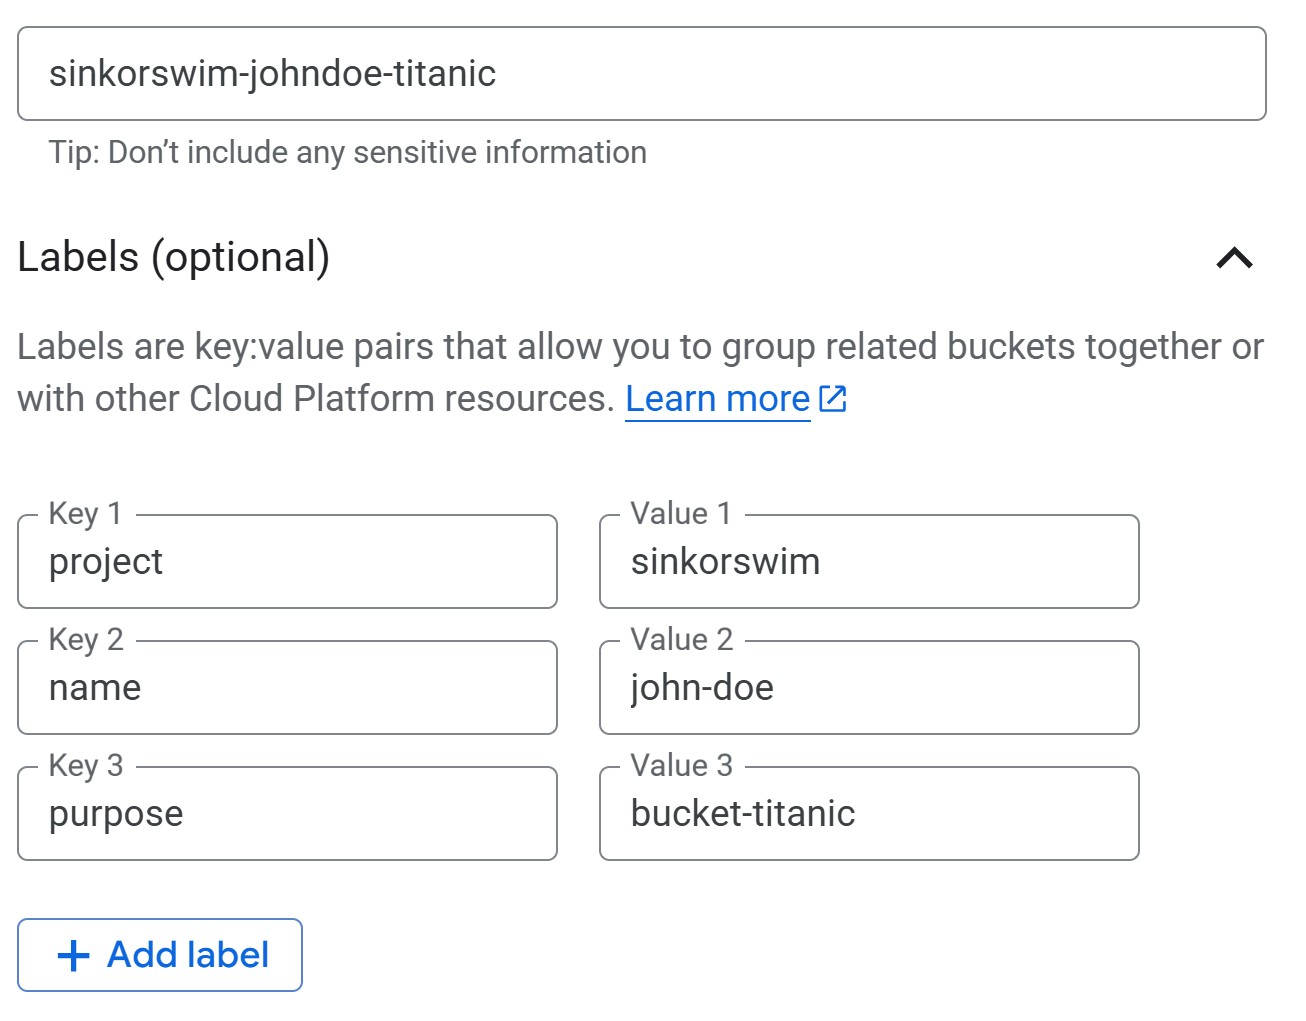 sinkorswim-johndoe-titanic
Tip: Don’t include any sensitive information
Labels (optional)
Labels are key:value pairs that allow you to group related buckets together or
with other Cloud Platform resources. Learn more
Key 1 Value 1
project sinkorswim
Key 2 Value 2
name john-doe
Key 3 Value 3
purpose bucket-titanic
+ Add label